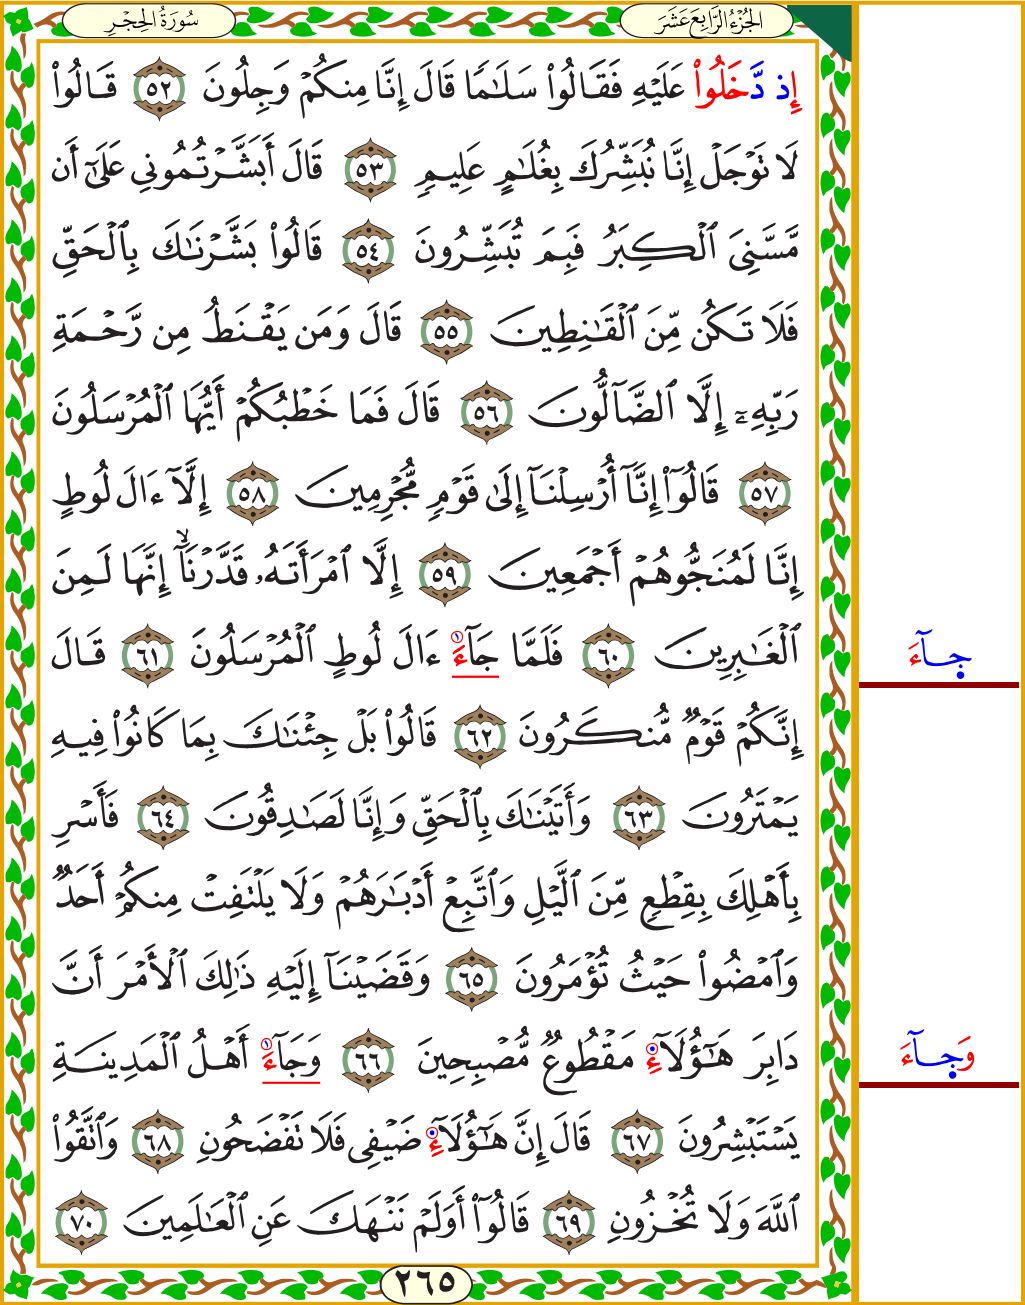 سُورَةُ الحِجْرِ
الجُزْءُ الرَّابِعَ عَشَرَ
إِذ دَّخَلُوا۟ عَلَيْهِ فَقَالُوا۟ سَلَـٰمًا قَالَ إِنَّا مِنكُمْ وَجِلُونَ ٥٢ قَالُوا۟
لَا تَوْجَلْ إِنَّا نُبَشِّرُكَ بِغُلَـٰمٍ عَلِيمٍ ٥٣ قَالَ أَبَشَّرْتُمُونِى عَلَىٰٓ أَن
مَّسَّنِىَ ٱلْكِبَرُ فَبِمَ تُبَشِّرُونَ ٥٤ قَالُوا۟ بَشَّرْنَـٰكَ بِٱلْحَقِّ
فَلَا تَكُن مِّنَ ٱلْقَـٰنِطِينَ ٥٥ قَالَ وَمَن يَقْنَطُ مِن رَّحْمَةِ
رَبِّهِۦٓ إِلَّا ٱلضَّآلُّونَ ٥٦ قَالَ فَمَا خَطْبُكُمْ أَيُّهَا ٱلْمُرْسَلُونَ
٥٧ قَالُوٓا۟ إِنَّآ أُرْسِلْنَآ إِلَىٰ قَوْمٍ مُّجْرِمِينَ ٥٨ إِلَّآ ءَالَ لُوطٍ
إِنَّا لَمُنَجُّوهُمْ أَجْمَعِينَ ٥٩ إِلَّا ٱمْرَأَتَهُۥ قَدَّرْنَآ ۙ إِنَّهَا لَمِنَ
ٱلْغَـٰبِرِينَ ٦٠ فَلَمَّا جَآءَ ١ ءَالَ لُوطٍ ٱلْمُرْسَلُونَ ٦١ قَالَ
جـآءَ
إِنَّكُمْ قَوْمٌ مُّنكَرُونَ ٦٢ قَالُوا۟ بَلْ جِئْنَـٰكَ بِمَا كَانُوا۟ فِيهِ
يَمْتَرُونَ ٦٣ وَأَتَيْنَـٰكَ بِٱلْحَقِّ وَإِنَّا لَصَـٰدِقُونَ ٦٤ فَأَسْرِ
بِأَهْلِكَ بِقِطْعٍ مِّنَ ٱلَّيْلِ وَٱتَّبِعْ أَدْبَـٰرَهُمْ وَلَا يَلْتَفِتْ مِنكُمْ أَحَدٌ
وَٱمْضُوا۟ حَيْثُ تُؤْمَرُونَ ٦٥ وَقَضَيْنَآ إِلَيْهِ ذَٰلِكَ ٱلْأَمْرَ أَنَّ
دَابِرَ هَـٰٓؤُلَآءِ مَقْطُوعٌ مُّصْبِحِينَ ٦٦ وَجَآءَ ١ أَهْلُ ٱلْمَدِينَةِ
وَجـآءَ
يَسْتَبْشِرُونَ ٦٧ قَالَ إِنَّ هَـٰٓؤُلَآءِ ضَيْفِى فَلَا تَفْضَحُونِ ٦٨ وَٱتَّقُوا۟
ٱللَّهَ وَلَا تُخْزُونِ ٦٩ قَالُوٓا۟ أَوَلَمْ نَنْهَكَ عَنِ ٱلْعَـٰلَمِينَ ٧٠
٢٦٥